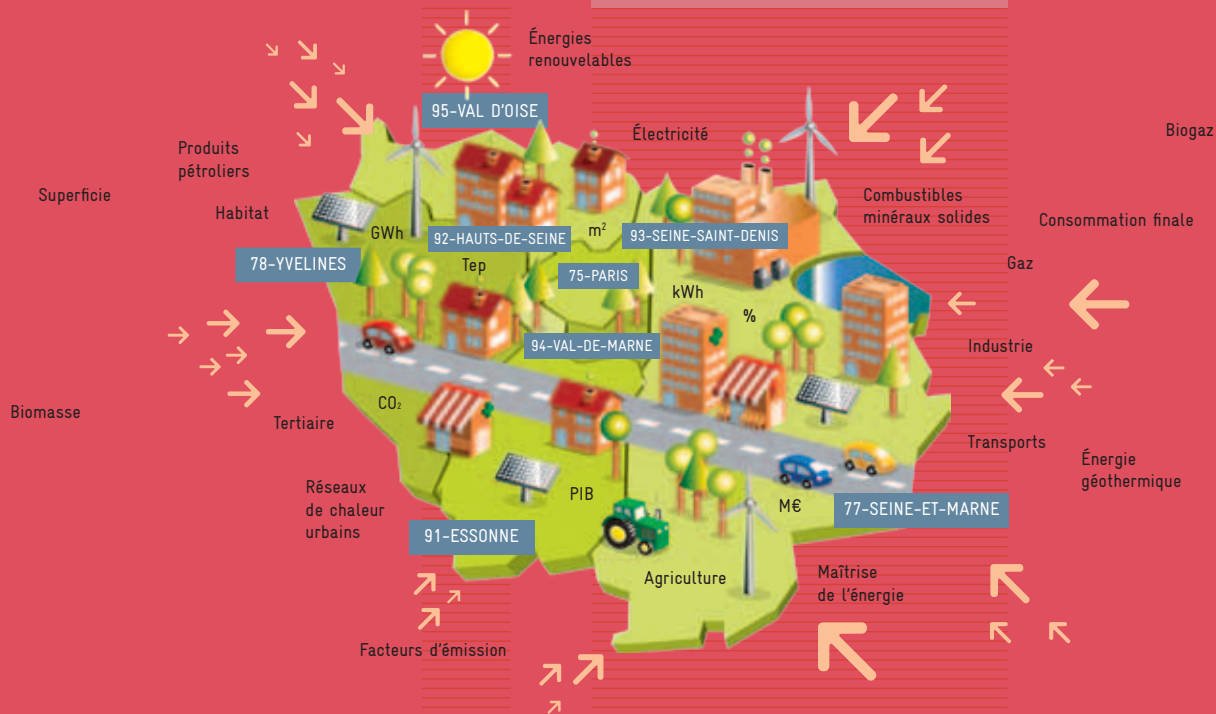 Énergies
renouvelables
95-VAL D'OISE
Électricité
Biogaz
Produits
pétroliers
Superficie
Habitat
Combustibles
minéraux solides
Consommation finale
GWh
92-HAUTS-DE-SEINE
m²
93-SEINE-SAINT-DENIS
78-YVELINES
Tep
75-PARIS
Gaz
kWh
%
94-VAL-DE-MARNE
Industrie
CO₂
Biomasse
Tertiaire
Transports
Énergie
géothermique
Réseaux
de chaleur
urbains
PIB
M€
77-SEINE-ET-MARNE
91-ESSONNE
Agriculture
Maîtrise
de l'énergie
Facteurs d'émission